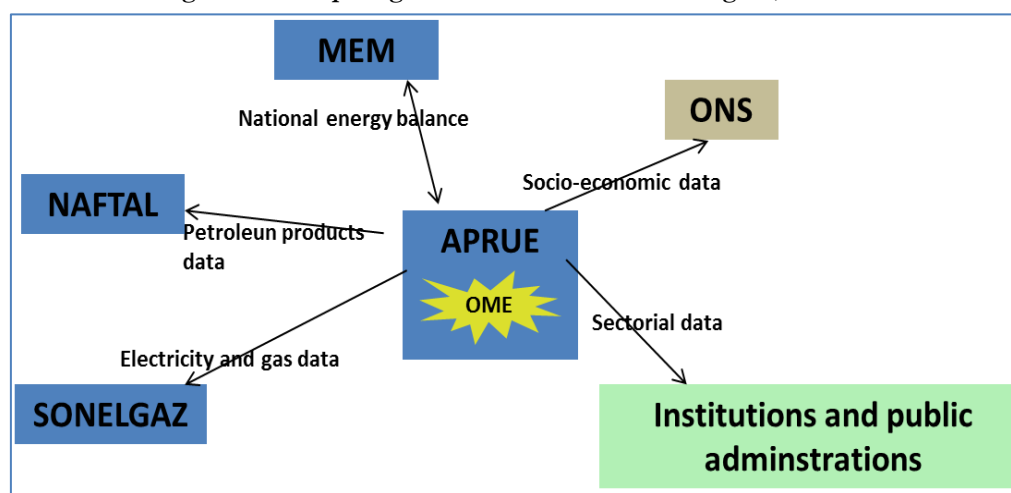 MEM
National energy balance
ONS
Socio-economic data
NAFTAL
Petroleun products
data
APRUE
OME
Sectorial data
Electricity and gas data
SONELGAZ
Institutions and public
adminstrations